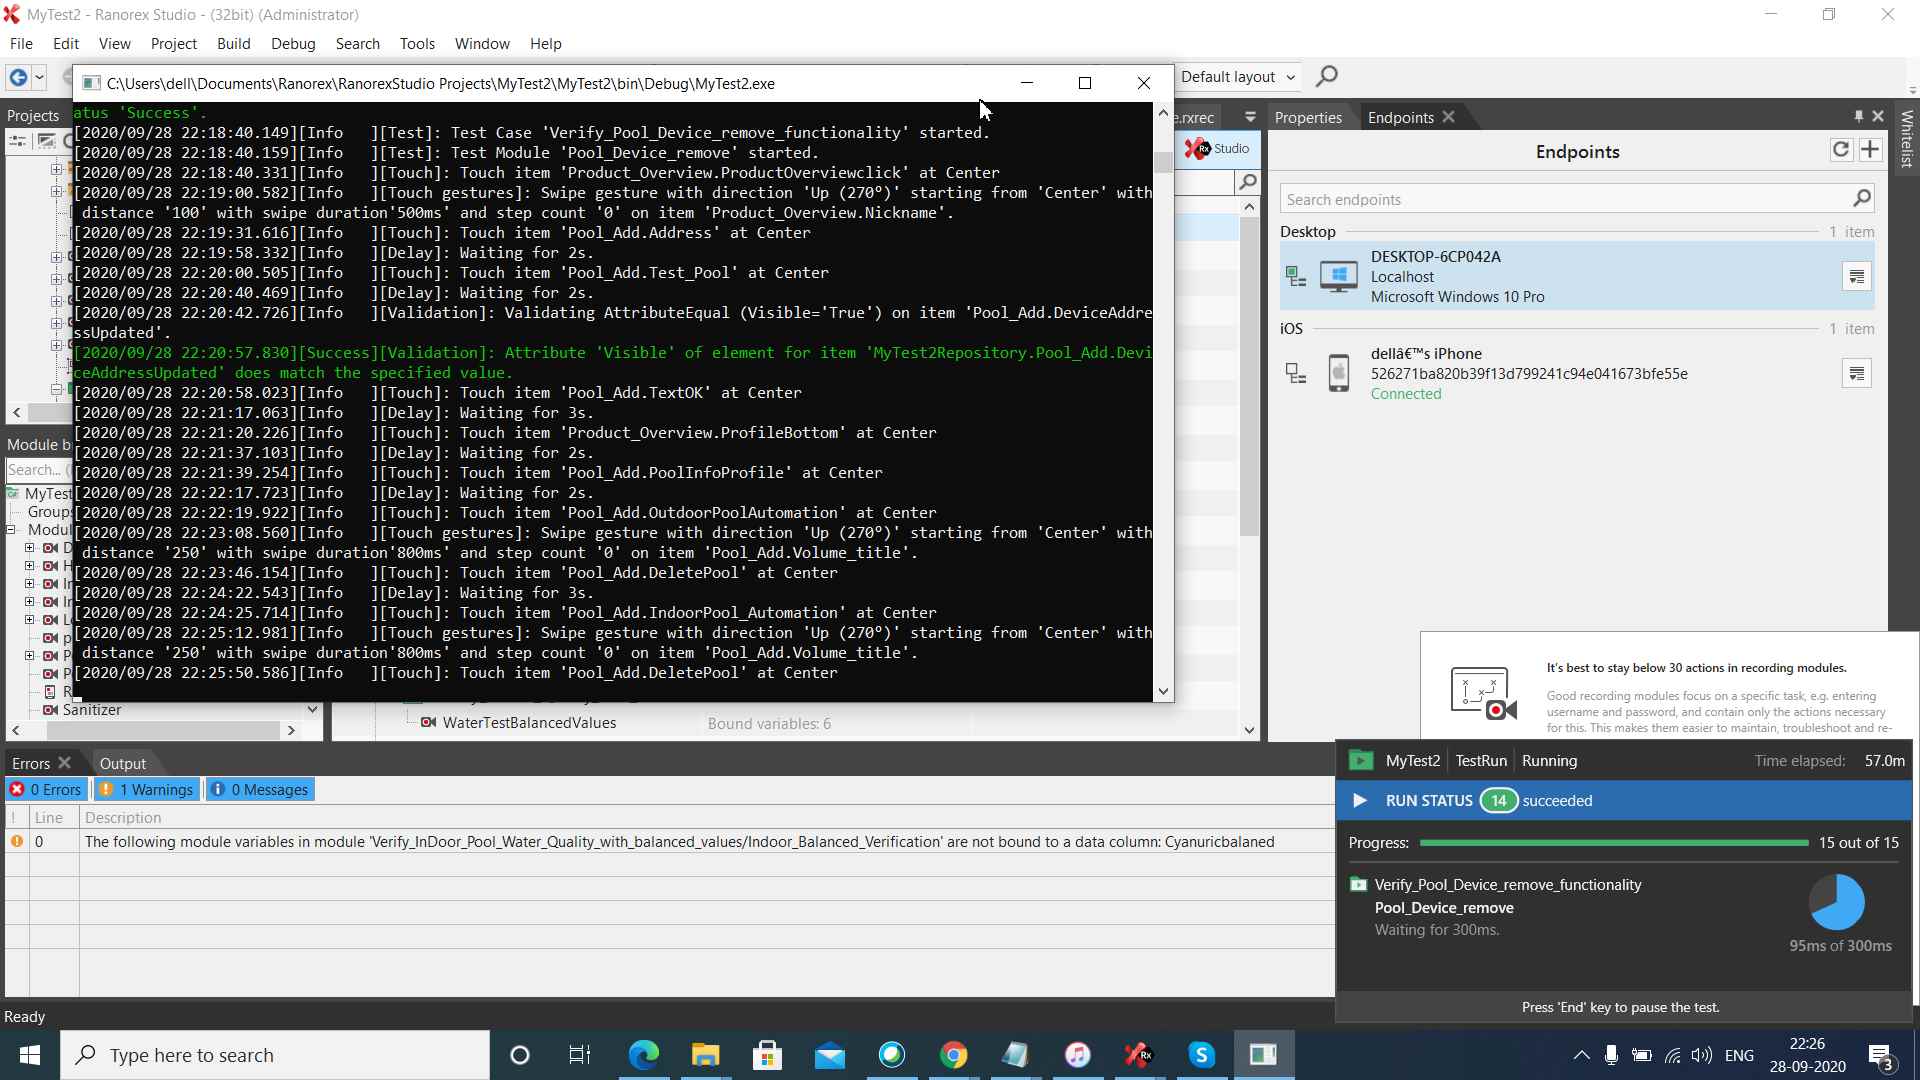 MyTest2 - Ranorex Studio - (32bit) (Administrator)
File Edit View Project Build Debug Search Tools Window Help
C:\Users\dell\Documents\Ranorex\RanorexStudio Projects\MyTest2\MyTest2\bin\Debug\MyTest2.exe
Default layout
Projects
atus 'Success'.
[2020/09/28 22:18:40.149][Info   ][Test]: Test Case 'Verify_Pool_Device_remove_functionality' started.
[2020/09/28 22:18:40.159][Info   ][Test]: Test Module 'Pool_Device_remove' started.
[2020/09/28 22:18:40.331][Info   ][Touch]: Touch item 'Product_Overview.ProductOverviewclick' at Center
[2020/09/28 22:19:00.582][Info   ][Touch gestures]: Swipe gesture with direction 'Up (270º)' starting from 'Center' with
distance '100' with swipe duration'500ms' and step count '0' on item 'Product_Overview.Nickname'.
[2020/09/28 22:19:31.616][Info   ][Touch]: Touch item 'Pool_Add.Address' at Center
[2020/09/28 22:19:58.332][Info   ][Delay]: Waiting for 2s.
[2020/09/28 22:20:00.505][Info   ][Touch]: Touch item 'Pool_Add.Test_Pool' at Center
[2020/09/28 22:20:40.469][Info   ][Delay]: Waiting for 2s.
[2020/09/28 22:20:42.726][Info   ][Validation]: Validating AttributeEqual (Visible='True') on item 'Pool_Add.DeviceAddre
ssUpdated'.
[2020/09/28 22:20:57.830][Success][Validation]: Attribute 'Visible' of element for item 'MyTest2Repository.Pool_Add.Devi
ceAddressUpdated' does match the specified value.
[2020/09/28 22:20:58.023][Info   ][Touch]: Touch item 'Pool_Add.TextOK' at Center
[2020/09/28 22:21:17.063][Info   ][Delay]: Waiting for 3s.
[2020/09/28 22:21:20.226][Info   ][Touch]: Touch item 'Product_Overview.ProfileBottom' at Center
[2020/09/28 22:21:37.103][Info   ][Delay]: Waiting for 2s.
[2020/09/28 22:21:39.254][Info   ][Touch]: Touch item 'Pool_Add.PoolInfoProfile' at Center
[2020/09/28 22:22:17.723][Info   ][Delay]: Waiting for 2s.
[2020/09/28 22:22:19.922][Info   ][Touch]: Touch item 'Pool_Add.OutdoorPoolAutomation' at Center
[2020/09/28 22:23:08.560][Info   ][Touch gestures]: Swipe gesture with direction 'Up (270º)' starting from 'Center' with
distance '250' with swipe duration'800ms' and step count '0' on item 'Pool_Add.Volume_title'.
[2020/09/28 22:23:46.154][Info   ][Touch]: Touch item 'Pool_Add.DeletePool' at Center
[2020/09/28 22:24:22.543][Info   ][Delay]: Waiting for 3s.
[2020/09/28 22:24:25.714][Info   ][Touch]: Touch item 'Pool_Add.IndoorPool_Automation' at Center
[2020/09/28 22:25:12.981][Info   ][Touch gestures]: Swipe gesture with direction 'Up (270º)' starting from 'Center' with
distance '250' with swipe duration'800ms' and step count '0' on item 'Pool_Add.Volume_title'.
[2020/09/28 22:25:50.586][Info   ][Touch]: Touch item 'Pool_Add.DeletePool' at Center
Module b
Search...
MyTest
Group
Modul
Sanitizer
WaterTestBalancedValues Bound variables: 6
e.rxrec
Rx Studio
Properties Endpoints
Whitelist
Endpoints
Search endpoints
Desktop 1 item
DESKTOP-6CP042A
Localhost
Microsoft Windows 10 Pro
iOS 1 item
dellâ€™s iPhone
526271ba820b39f13d799241c94e041673bfe55e
Connected
It's best to stay below 30 actions in recording modules.
Good recording modules focus on a specific task, e.g. entering
username and password, and contain only the actions necessary
for this. This makes them easier to maintain, troubleshoot and re-
MyTest2 TestRun Running Time elapsed: 57.0m
RUN STATUS 14 succeeded
Progress: 15 out of 15
Verify_Pool_Device_remove_functionality
Pool_Device_remove
Waiting for 300ms.
95ms of 300ms
Press 'End' key to pause the test.
Errors Output
0 Errors 1 Warnings 0 Messages
! Line Description
0 The following module variables in module 'Verify_InDoor_Pool_Water_Quality_with_balanced_values/Indoor_Balanced_Verification' are not bound to a data column: Cyanuricbalaned
Ready
Type here to search
Rx
ENG
22:26
28-09-2020
3